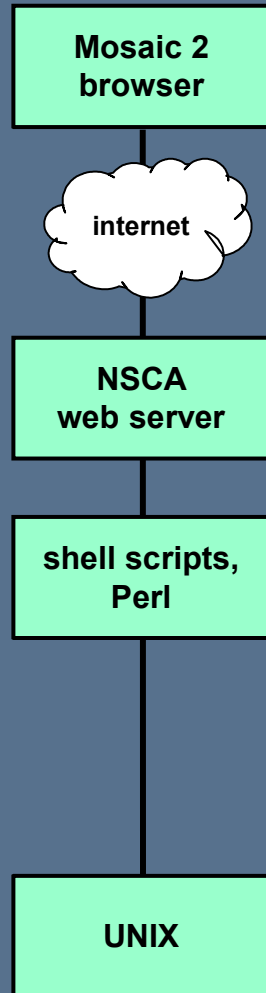 Mosaic 2
browser
internet
NSCA
web server
shell scripts,
Perl
UNIX